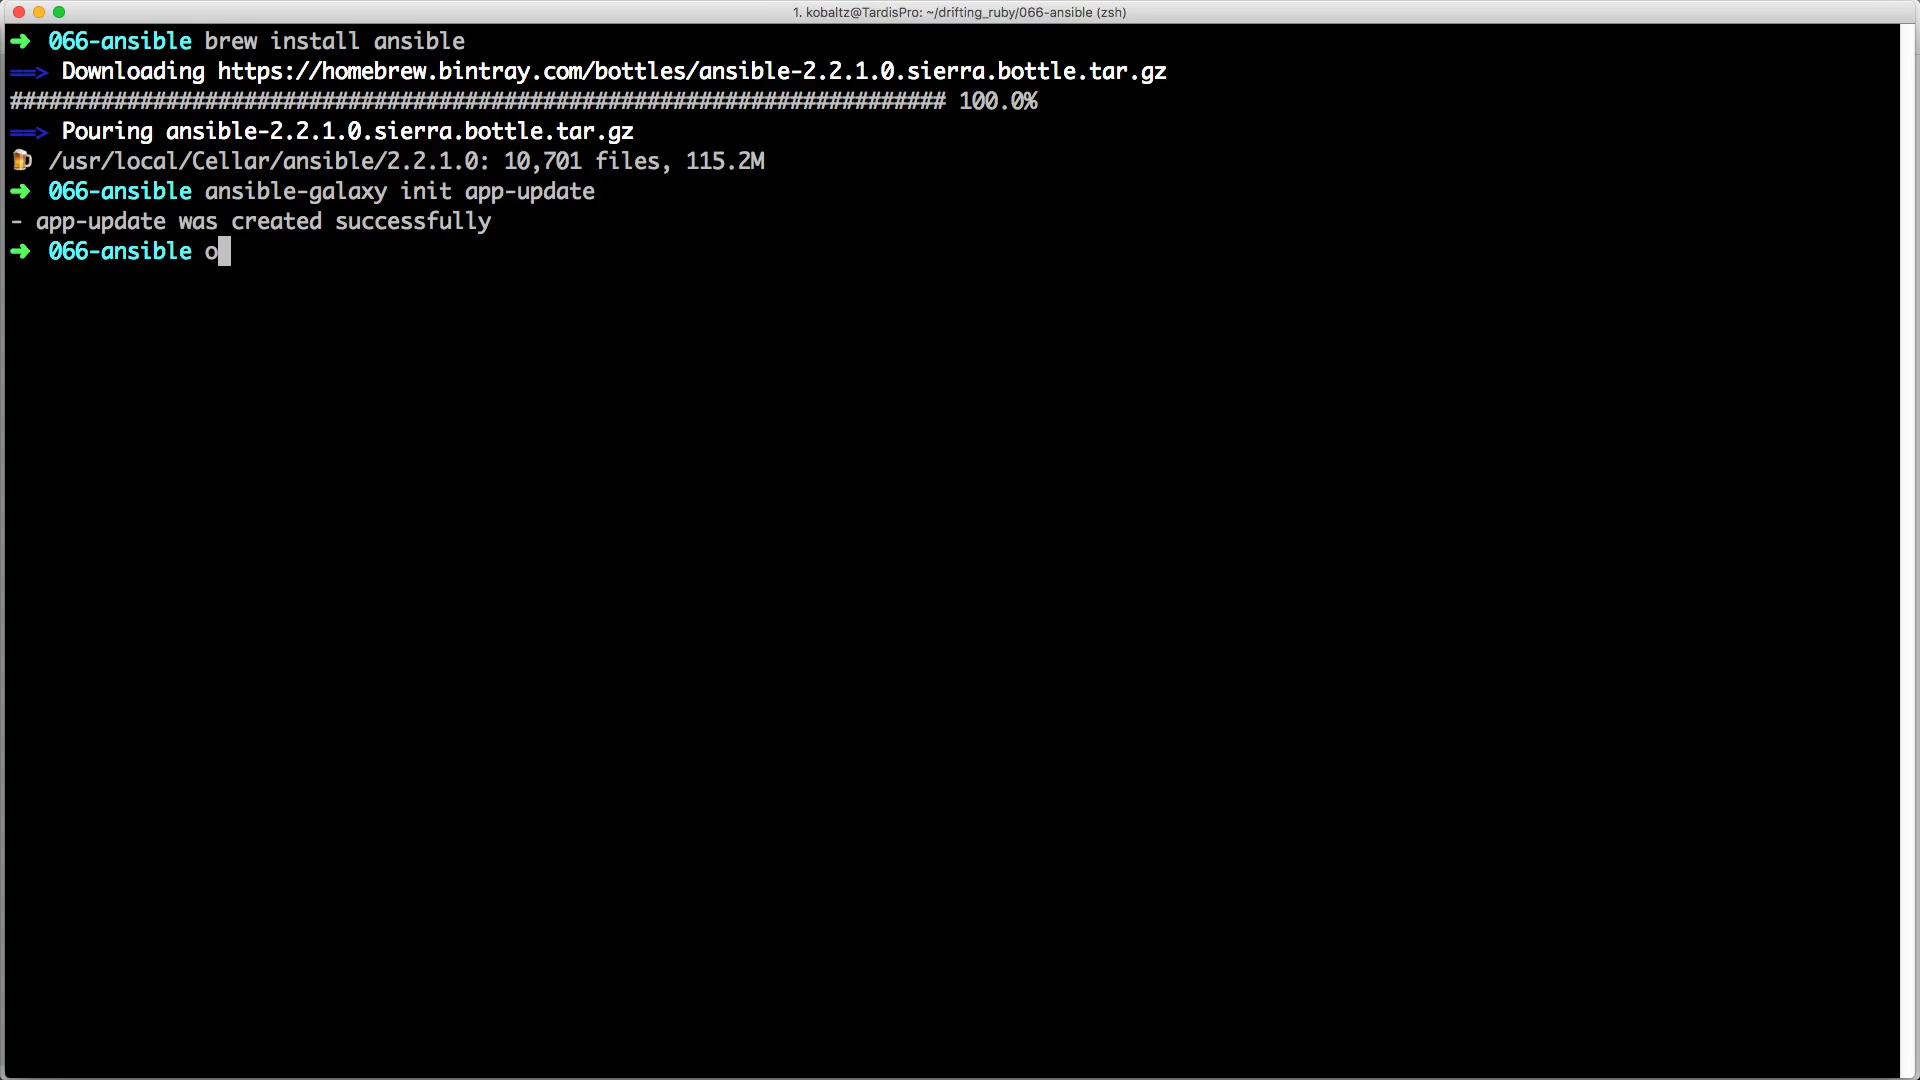 1. kobaltz@TardisPro: ~/drifting_ruby/066-ansible (zsh)
➜ 066-ansible brew install ansible
==> Downloading https://homebrew.bintray.com/bottles/ansible-2.2.1.0.sierra.bottle.tar.gz
######################################################################## 100.0%
==> Pouring ansible-2.2.1.0.sierra.bottle.tar.gz
🍺 /usr/local/Cellar/ansible/2.2.1.0: 10,701 files, 115.2M
➜ 066-ansible ansible-galaxy init app-update
- app-update was created successfully
➜ 066-ansible o